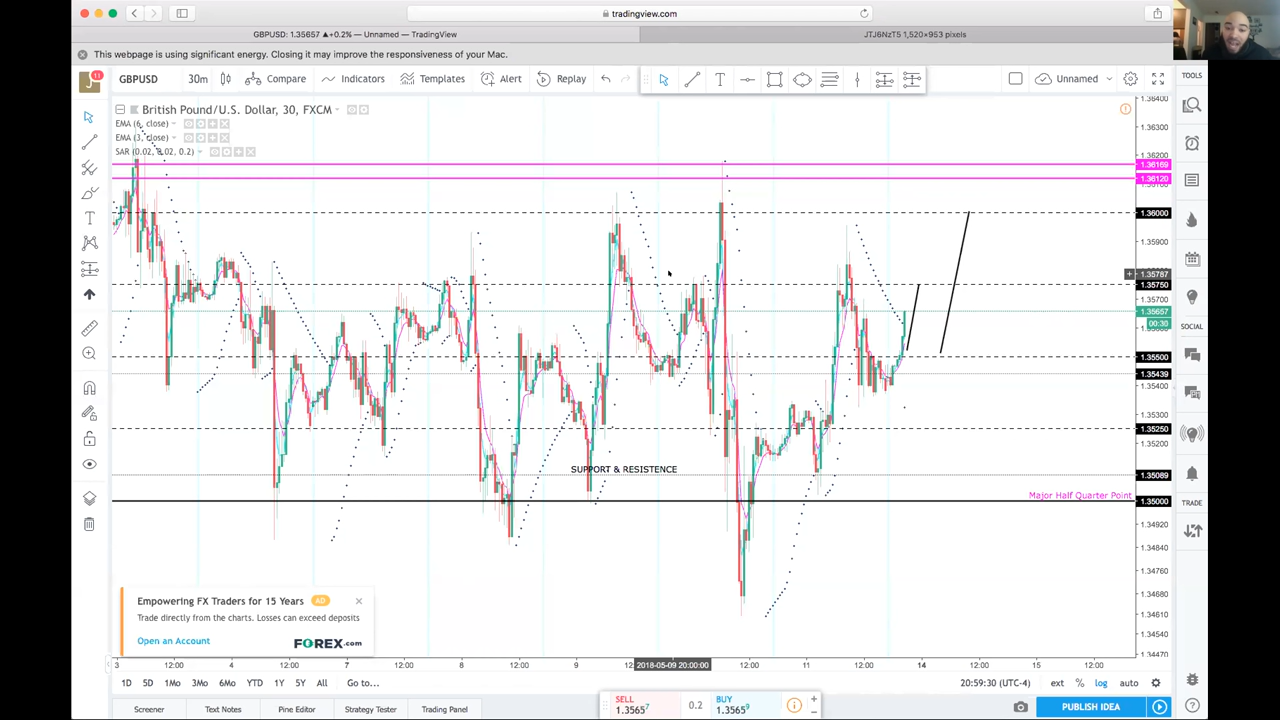 tradingview.com
GBPUSD: 1.35657 ▲+0.2% — Unnamed — TradingView
JTJ6NzT5 1,520×953 pixels
This webpage is using significant energy. Closing it may improve the responsiveness of your Mac.
J 11
GBPUSD 30m Compare Indicators Templates Alert Replay Unnamed TOOLS
British Pound/U.S. Dollar, 30, FXCM
EMA (6, close)
EMA (3, close)
SAR (0.02, 0.02, 0.2)
1.36400
1.36300
1.36200
1.36169
1.36120
1.36000
1.35900
1.35787
1.35750
1.35700
1.35657
00:30
1.35500
1.35439
1.35400
1.35300
1.35250
1.35200
1.35089
1.35000
1.34920
1.34840
1.34760
1.34680
1.34610
1.34540
1.34470
SOCIAL
TRADE
SUPPORT & RESISTENCE
Major Half Quarter Point
Empowering FX Traders for 15 Years AD
Trade directly from the charts. Losses can exceed deposits
Open an Account FOREX.com
3 12:00 4 12:00 7 12:00 8 12:00 9 2018-05-09 20:00:00 12:00 11 12:00 14 12:00 15 12:00
1D 5D 1Mo 3Mo 6Mo YTD 1Y 5Y All Go to... 20:59:30 (UTC-4) ext % log auto
Screener Text Notes Pine Editor Strategy Tester Trading Panel
SELL 1.35657 0.2 BUY 1.35659
PUBLISH IDEA